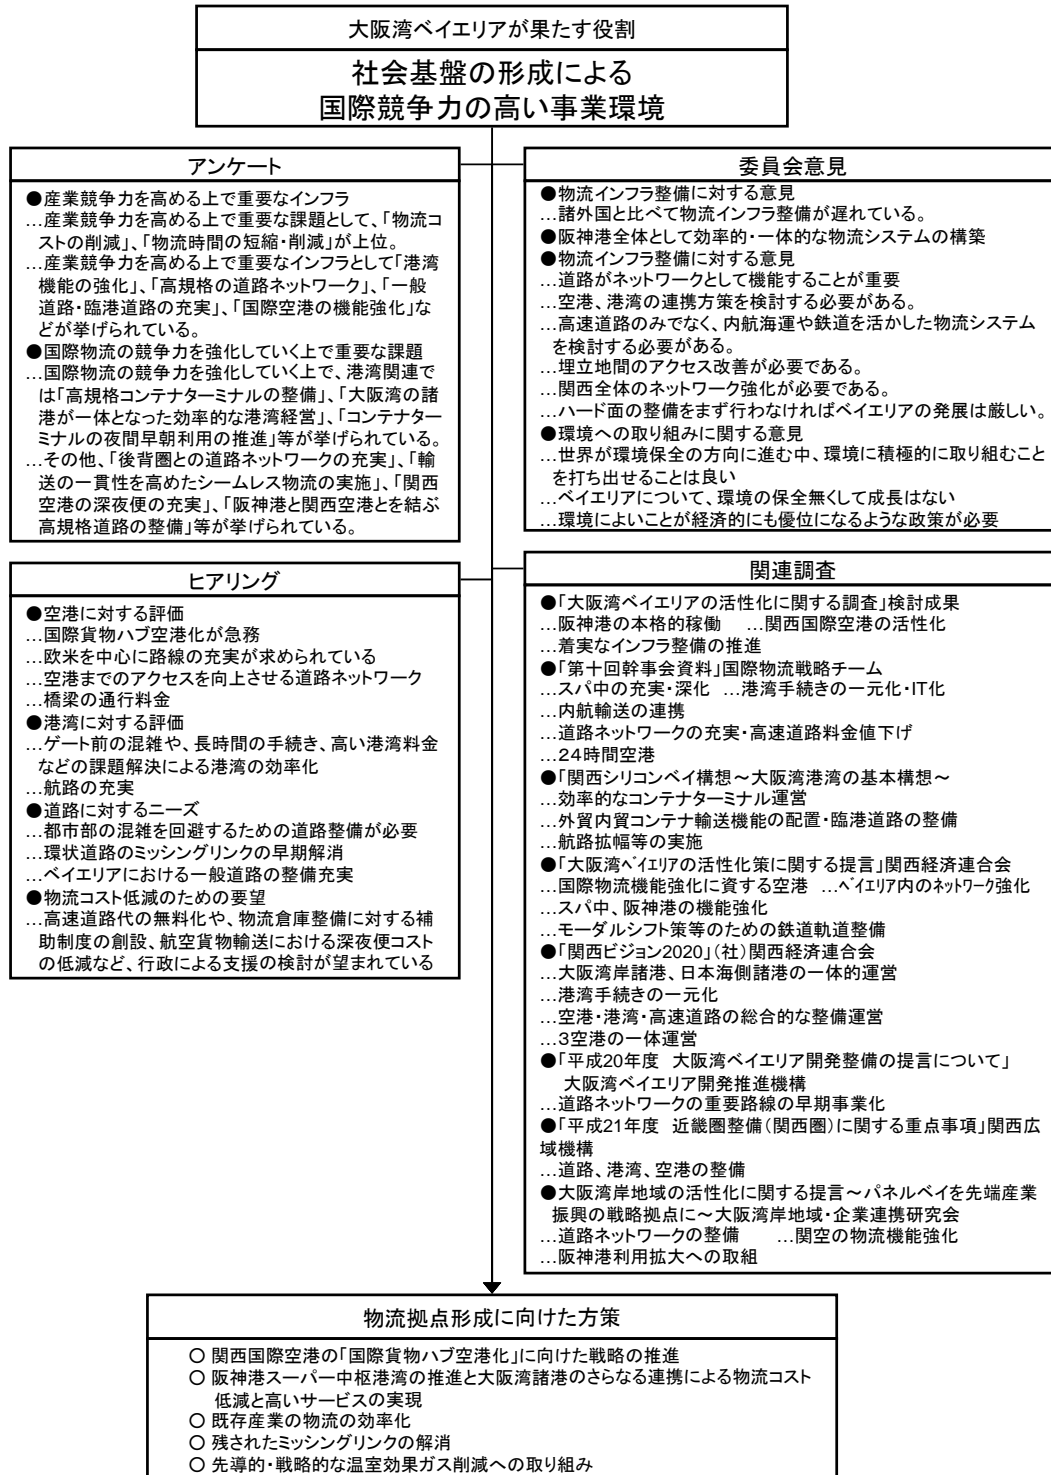 大阪湾ベイエリアが果たす役割
社会基盤の形成による
国際競争力の高い事業環境
アンケート
●産業競争力を高める上で重要なインフラ
…産業競争力を高める上で重要な課題として、「物流コ
ストの削減」、「物流時間の短縮・削減」が上位。
…産業競争力を高める上で重要なインフラとして「港湾
機能の強化」、「高規格の道路ネットワーク」、「一般
道路・臨港道路の充実」、「国際空港の機能強化」な
どが挙げられている。
●国際物流の競争力を強化していく上で重要な課題
…国際物流の競争力を強化していく上で、港湾関連で
は「高規格コンテナターミナルの整備」、「大阪湾の諸
港が一体となった効率的な港湾経営」、「コンテナター
ミナルの夜間早朝利用の推進」等が挙げられている。
…その他、「後背圏との道路ネットワークの充実」、「輸
送の一貫性を高めたシームレス物流の実施」、「関西
空港の深夜便の充実」、「阪神港と関西空港とを結ぶ
高規格道路の整備」等が挙げられている。
委員会意見
●物流インフラ整備に対する意見
…諸外国と比べて物流インフラ整備が遅れている。
●阪神港全体として効率的・一体的な物流システムの構築
●物流インフラ整備に対する意見
…道路がネットワークとして機能することが重要
…空港、港湾の連携方策を検討する必要がある。
…高速道路のみでなく、内航海運や鉄道を活かした物流システム
を検討する必要がある。
…埋立地間のアクセス改善が必要である。
…関西全体のネットワーク強化が必要である。
…ハード面の整備をまず行わなければベイエリアの発展は厳しい。
●環境への取り組みに関する意見
…世界が環境保全の方向に進む中、環境に積極的に取り組むこと
を打ち出せることは良い
…ベイエリアについて、環境の保全無くして成長はない
…環境によいことが経済的にも優位になるような政策が必要
ヒアリング
●空港に対する評価
…国際貨物ハブ空港化が急務
…欧米を中心に路線の充実が求められている
…空港までのアクセスを向上させる道路ネットワーク
…橋梁の通行料金
●港湾に対する評価
…ゲート前の混雑や、長時間の手続き、高い港湾料金
などの課題解決による港湾の効率化
…航路の充実
●道路に対するニーズ
…都市部の混雑を回避するための道路整備が必要
…環状道路のミッシングリンクの早期解消
…ベイエリアにおける一般道路の整備充実
●物流コスト低減のための要望
…高速道路代の無料化や、物流倉庫整備に対する補
助制度の創設、航空貨物輸送における深夜便コスト
の低減など、行政による支援の検討が望まれている
関連調査
●「大阪湾ベイエリアの活性化に関する調査」検討成果
…阪神港の本格的稼働　…関西国際空港の活性化
…着実なインフラ整備の推進
●「第十回幹事会資料」国際物流戦略チーム
…スパ中の充実・深化　…港湾手続きの一元化・IT化
…内航輸送の連携
…道路ネットワークの充実・高速道路料金値下げ
…24時間空港
●「関西シリコンベイ構想～大阪湾港湾の基本構想～
…効率的なコンテナターミナル運営
…外貿内貿コンテナ輸送機能の配置・臨港道路の整備
…航路拡幅等の実施
●「大阪湾ベイエリアの活性化策に関する提言」関西経済連合会
…国際物流機能強化に資する空港　…ベイエリア内のネットワーク強化
…スパ中、阪神港の機能強化
…モーダルシフト策等のための鉄道軌道整備
●「関西ビジョン2020」（社）関西経済連合会
…大阪湾岸諸港、日本海側諸港の一体的運営
…港湾手続きの一元化
…空港・港湾・高速道路の総合的な整備運営
…3空港の一体運営
●「平成20年度　大阪湾ベイエリア開発整備の提言について」
大阪湾ベイエリア開発推進機構
…道路ネットワークの重要路線の早期事業化
●「平成21年度　近畿圏整備（関西圏）に関する重点事項」関西広
域機構
…道路、港湾、空港の整備
●大阪湾岸地域の活性化に関する提言～パネルベイを先端産業
振興の戦略拠点に～大阪湾岸地域・企業連携研究会
…道路ネットワークの整備　…関空の物流機能強化
…阪神港利用拡大への取組
物流拠点形成に向けた方策
○ 関西国際空港の「国際貨物ハブ空港化」に向けた戦略の推進
○ 阪神港スーパー中枢港湾の推進と大阪湾諸港のさらなる連携による物流コスト
低減と高いサービスの実現
○ 既存産業の物流の効率化
○ 残されたミッシングリンクの解消
○ 先導的・戦略的な温室効果ガス削減への取り組み